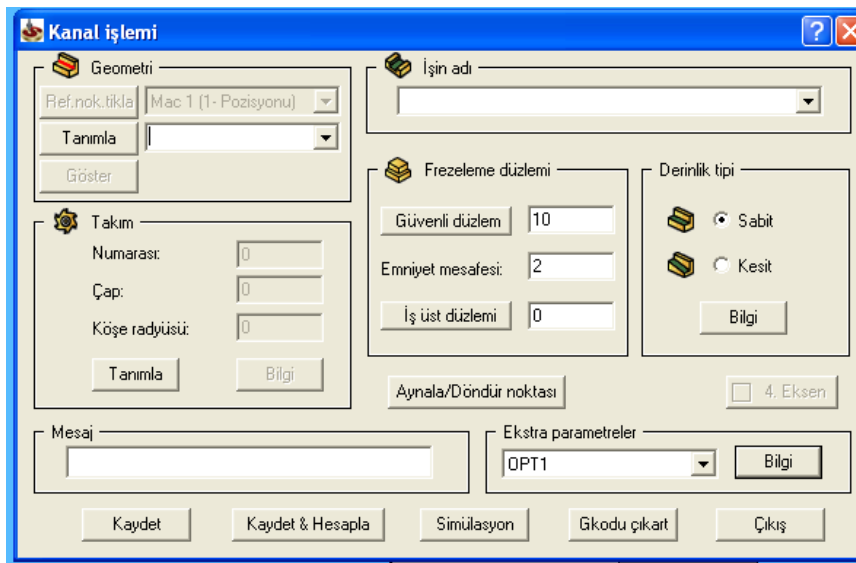 Kanal işlemi
Geometri
Ref.nok.tikla Mac 1 (1- Pozisyonu)
Tanımla
Göster
İşin adı
Takım
Numarası: 0
Çap: 0
Köşe radyüsü: 0
Tanımla Bilgi
Frezeleme düzlemi
Güvenli düzlem 10
Emniyet mesafesi: 2
İş üst düzlemi 0
Derinlik tipi
Sabit
Kesit
Bilgi
Aynala/Döndür noktası 4. Eksen
Mesaj
Ekstra parametreler
OPT1 Bilgi
Kaydet Kaydet & Hesapla Simülasyon Gkodu çıkart Çıkış